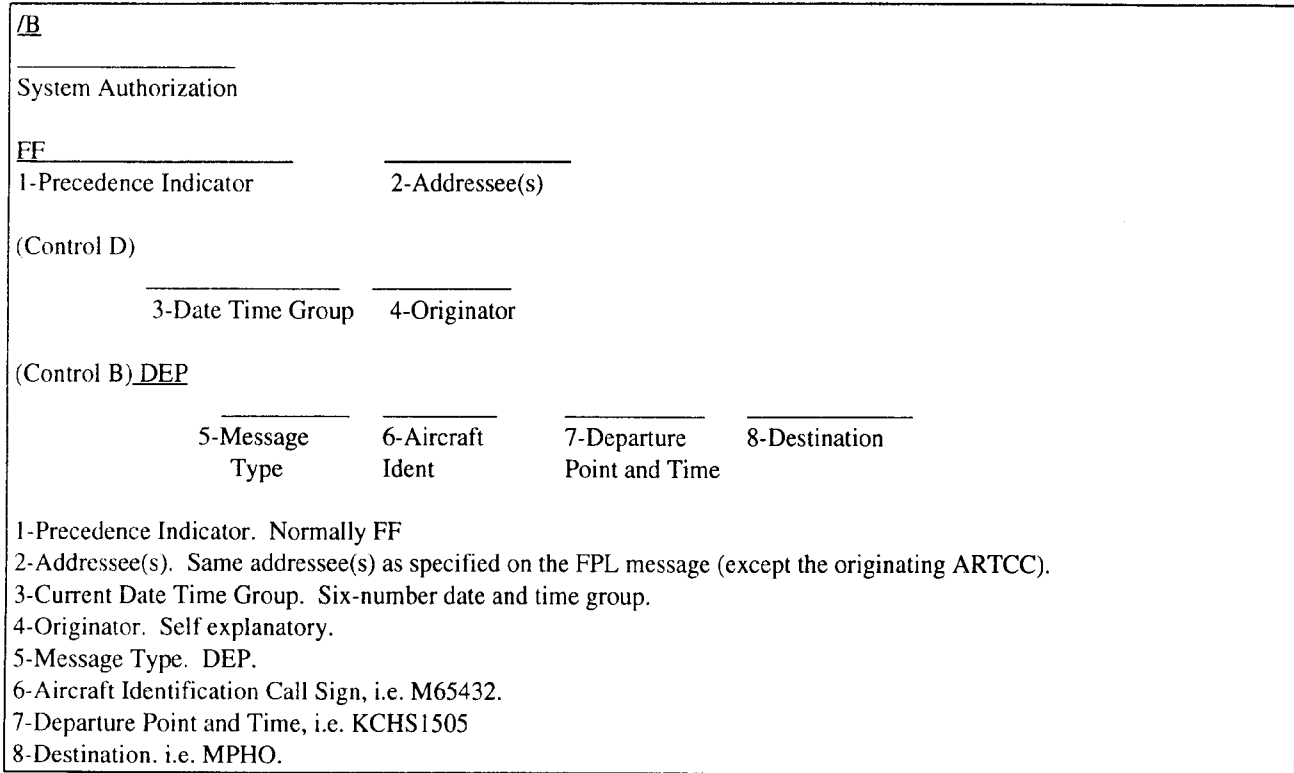 /B
System Authorization
FF
1-Precedence Indicator 2-Addressee(s)
(Control D)
3-Date Time Group 4-Originator
(Control B) DEP
5-Message 6-Aircraft 7-Departure 8-Destination
Type Ident Point and Time
1-Precedence Indicator. Normally FF
2-Addressee(s). Same addressee(s) as specified on the FPL message (except the originating ARTCC).
3-Current Date Time Group. Six-number date and time group.
4-Originator. Self explanatory.
5-Message Type. DEP.
6-Aircraft Identification Call Sign, i.e. M65432.
7-Departure Point and Time, i.e. KCHS1505
8-Destination. i.e. MPHO.